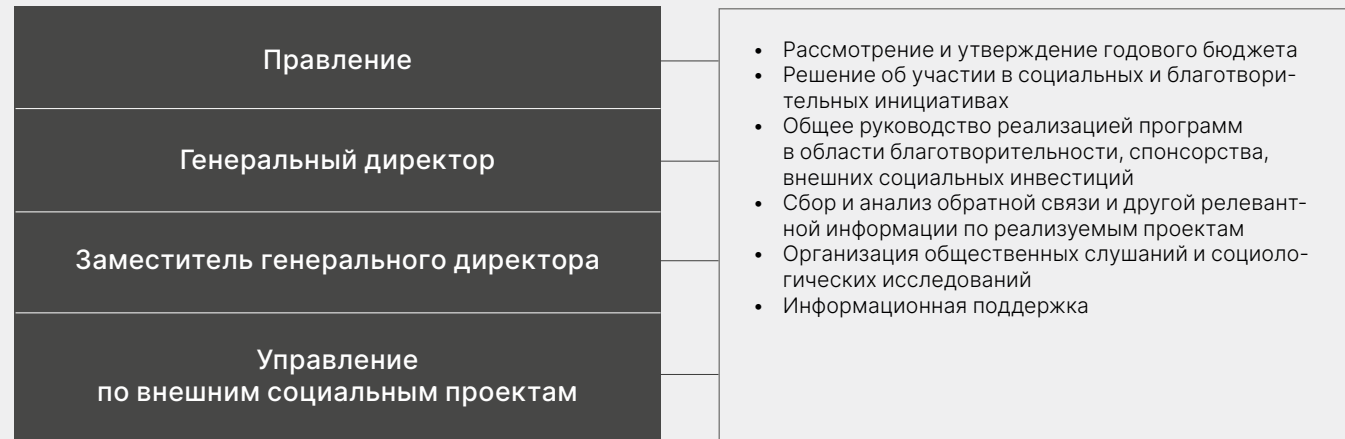 Правление
Генеральный директор
Заместитель генерального директора
Управление
по внешним социальным проектам
• Рассмотрение и утверждение годового бюджета
• Решение об участии в социальных и благотвори-
тельных инициативах
• Общее руководство реализацией программ
в области благотворительности, спонсорства,
внешних социальных инвестиций
• Сбор и анализ обратной связи и другой релевант-
ной информации по реализуемым проектам
• Организация общественных слушаний и социоло-
гических исследований
• Информационная поддержка